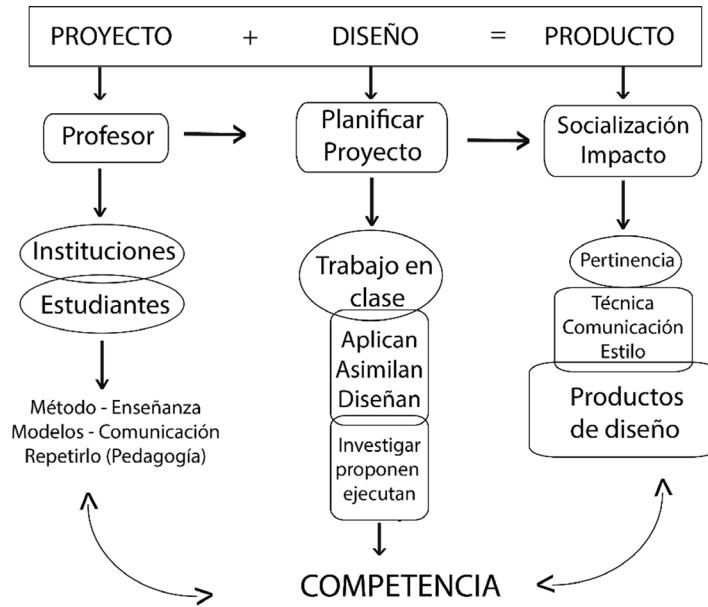 PROYECTO + DISEÑO = PRODUCTO
Profesor
Planificar
Proyecto
Socialización
Impacto
Instituciones
Estudiantes
Trabajo en
clase
Pertinencia
Técnica
Comunicación
Estilo
Aplican
Asimilan
Diseñan
Productos
de diseño
Método - Enseñanza
Modelos - Comunicación
Repetirlo (Pedagogía)
Investigar
proponen
ejecutan
COMPETENCIA